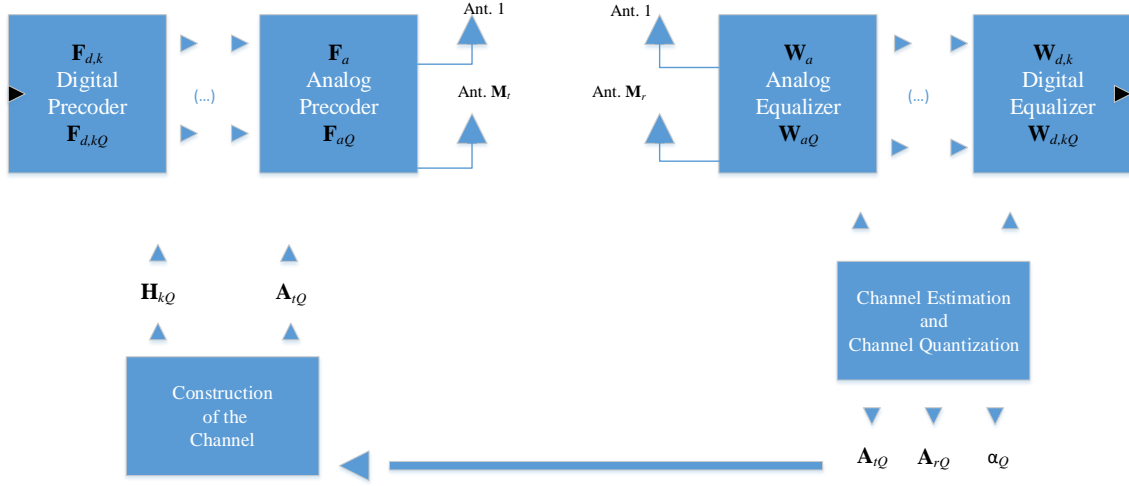 Ant. 1
Ant. 1
F_{d,k}
Digital
Precoder
F_{d,kQ}
(...)
F_a
Analog
Precoder
F_{aQ}
Ant. M_t
Ant. M_r
W_a
Analog
Equalizer
W_{aQ}
(...)
W_{d,k}
Digital
Equalizer
W_{d,kQ}
H_{kQ}
A_{tQ}
Channel Estimation
and
Channel Quantization
Construction
of the
Channel
A_{tQ}
A_{rQ}
α_Q